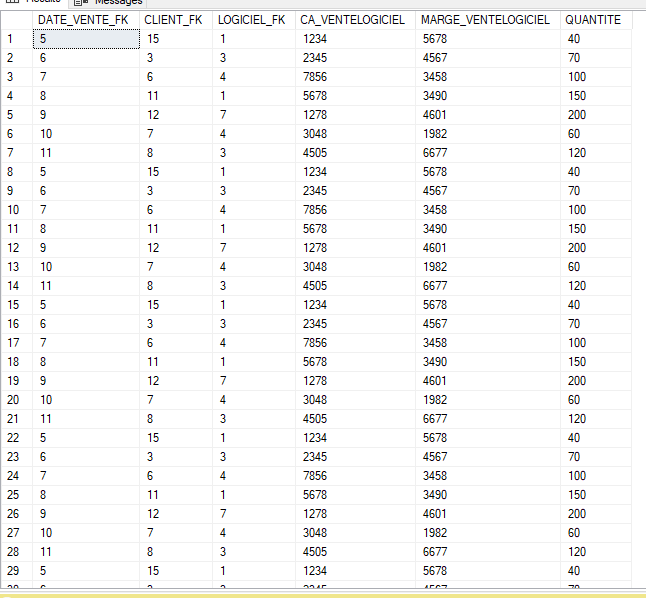 Results Messages
DATE_VENTE_FK CLIENT_FK LOGICIEL_FK CA_VENTELOGICIEL MARGE_VENTELOGICIEL QUANTITE
1 5 15 1 1234 5678 40
2 6 3 3 2345 4567 70
3 7 6 4 7856 3458 100
4 8 11 1 5678 3490 150
5 9 12 7 1278 4601 200
6 10 7 4 3048 1982 60
7 11 8 3 4505 6677 120
8 5 15 1 1234 5678 40
9 6 3 3 2345 4567 70
10 7 6 4 7856 3458 100
11 8 11 1 5678 3490 150
12 9 12 7 1278 4601 200
13 10 7 4 3048 1982 60
14 11 8 3 4505 6677 120
15 5 15 1 1234 5678 40
16 6 3 3 2345 4567 70
17 7 6 4 7856 3458 100
18 8 11 1 5678 3490 150
19 9 12 7 1278 4601 200
20 10 7 4 3048 1982 60
21 11 8 3 4505 6677 120
22 5 15 1 1234 5678 40
23 6 3 3 2345 4567 70
24 7 6 4 7856 3458 100
25 8 11 1 5678 3490 150
26 9 12 7 1278 4601 200
27 10 7 4 3048 1982 60
28 11 8 3 4505 6677 120
29 5 15 1 1234 5678 40